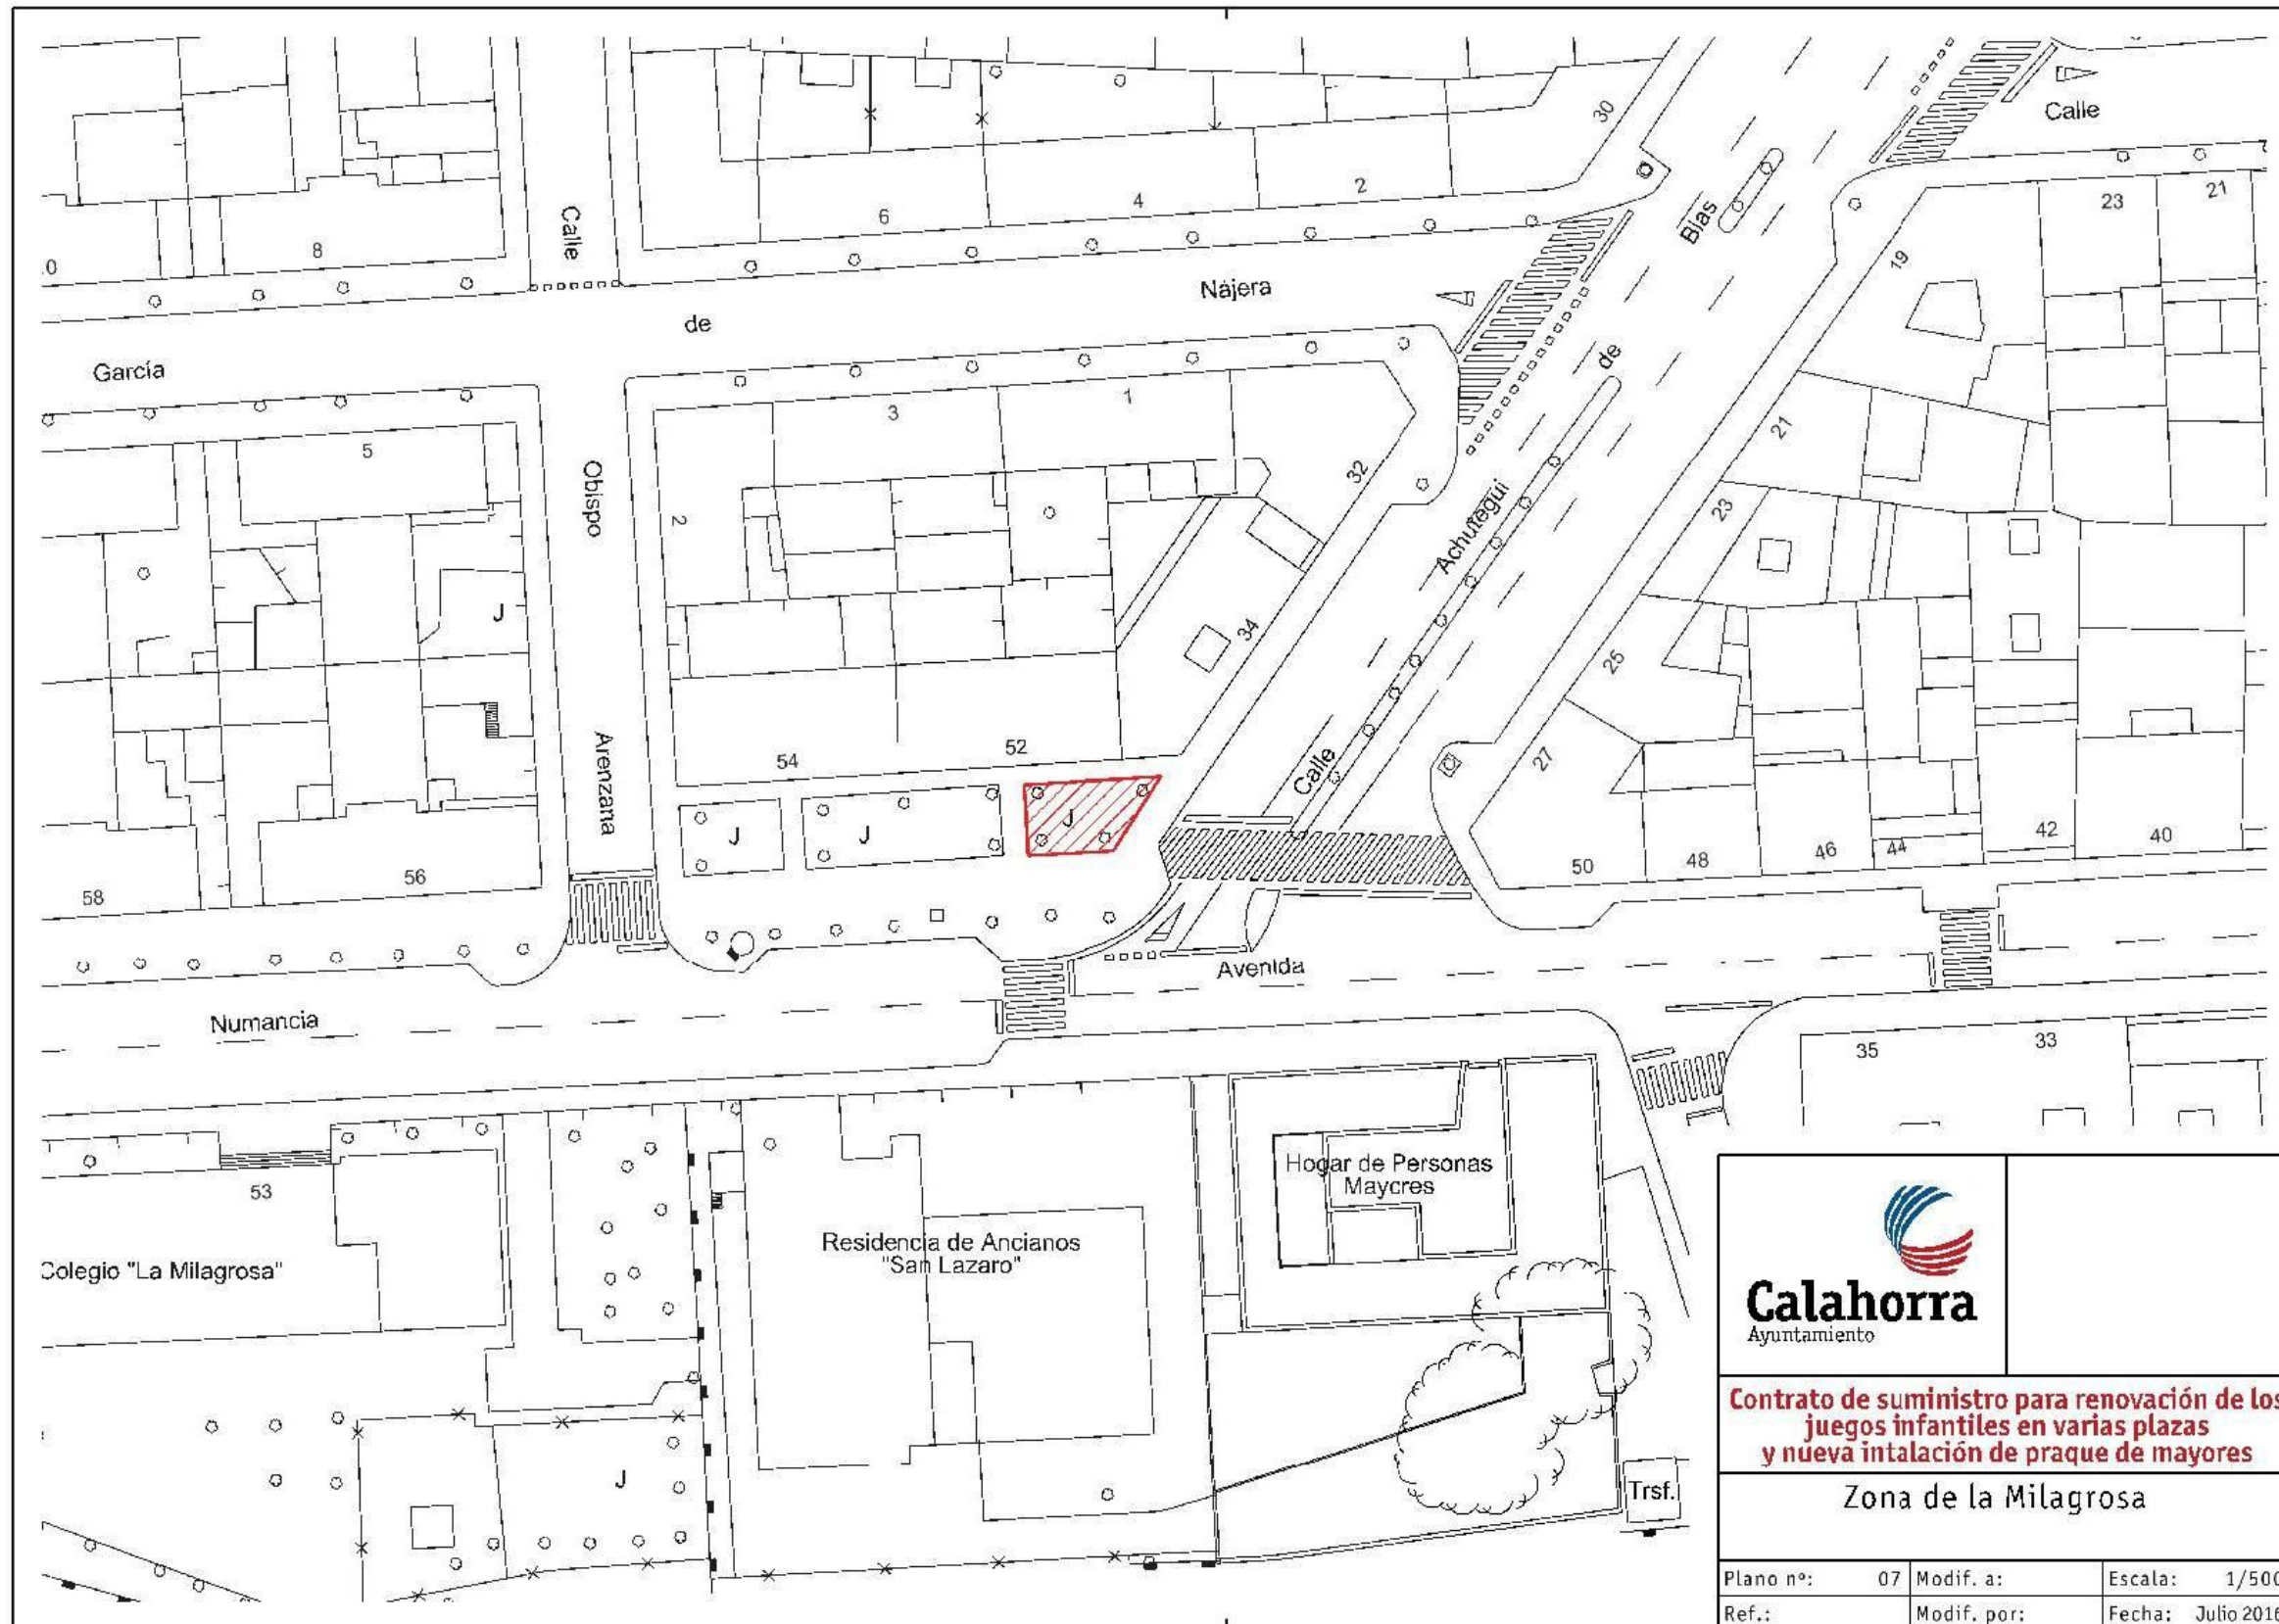 Calle
30
Calle
Blas
23
21
2
4
6
8
.0
19
Nájera
de
de
García
3
1
5
32
21
Obispo
2
Achutegui
23
J
34
25
Arenzana
54
52
Calle
27
J
J
J
58
56
50
48
46
44
42
40
Avenida
Numancia
35
33
53
Hogar de Personas
Maycres
Residencia de Ancianos
"San Lazaro"
Colegio "La Milagrosa"
J
Trsf.
Calahorra
Ayuntamiento
Contrato de suministro para renovación de los
juegos infantiles en varias plazas
y nueva intalación de praque de mayores
Zona de la Milagrosa
Plano nº: 07 Modif. a: Escala: 1/500
Ref.: Modif. por: Fecha: Julio 2016